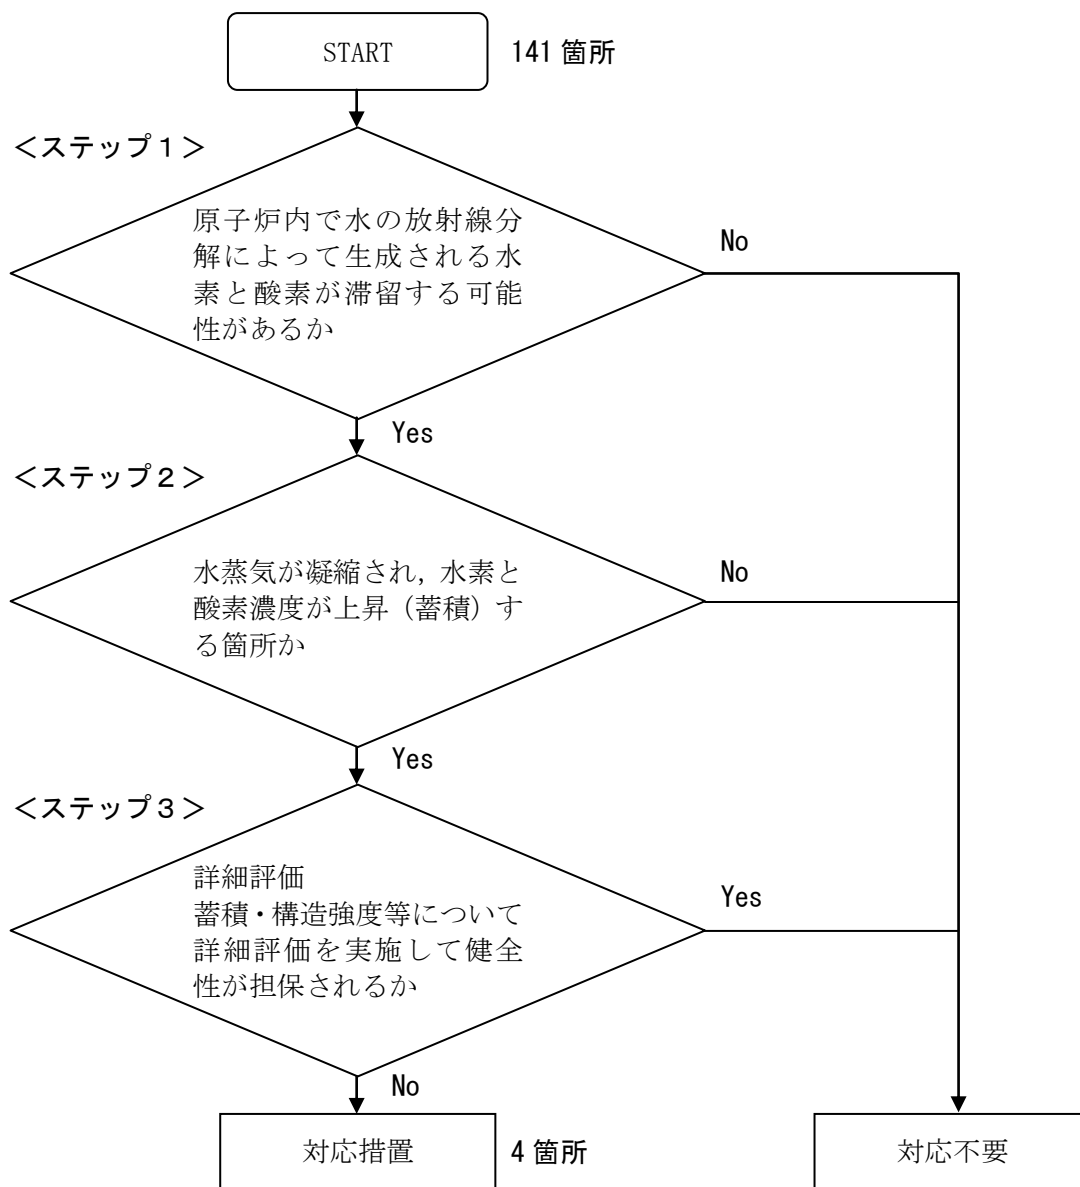 START
141 箇所
＜ステップ１＞
原子炉内で水の放射線分
解によって生成される水
素と酸素が滞留する可能
性があるか
No
Yes
＜ステップ２＞
水蒸気が凝縮され, 水素と
酸素濃度が上昇（蓄積）す
る箇所か
No
Yes
＜ステップ３＞
詳細評価
蓄積・構造強度等について
詳細評価を実施して健全
性が担保されるか
Yes
No
対応措置
4 箇所
対応不要